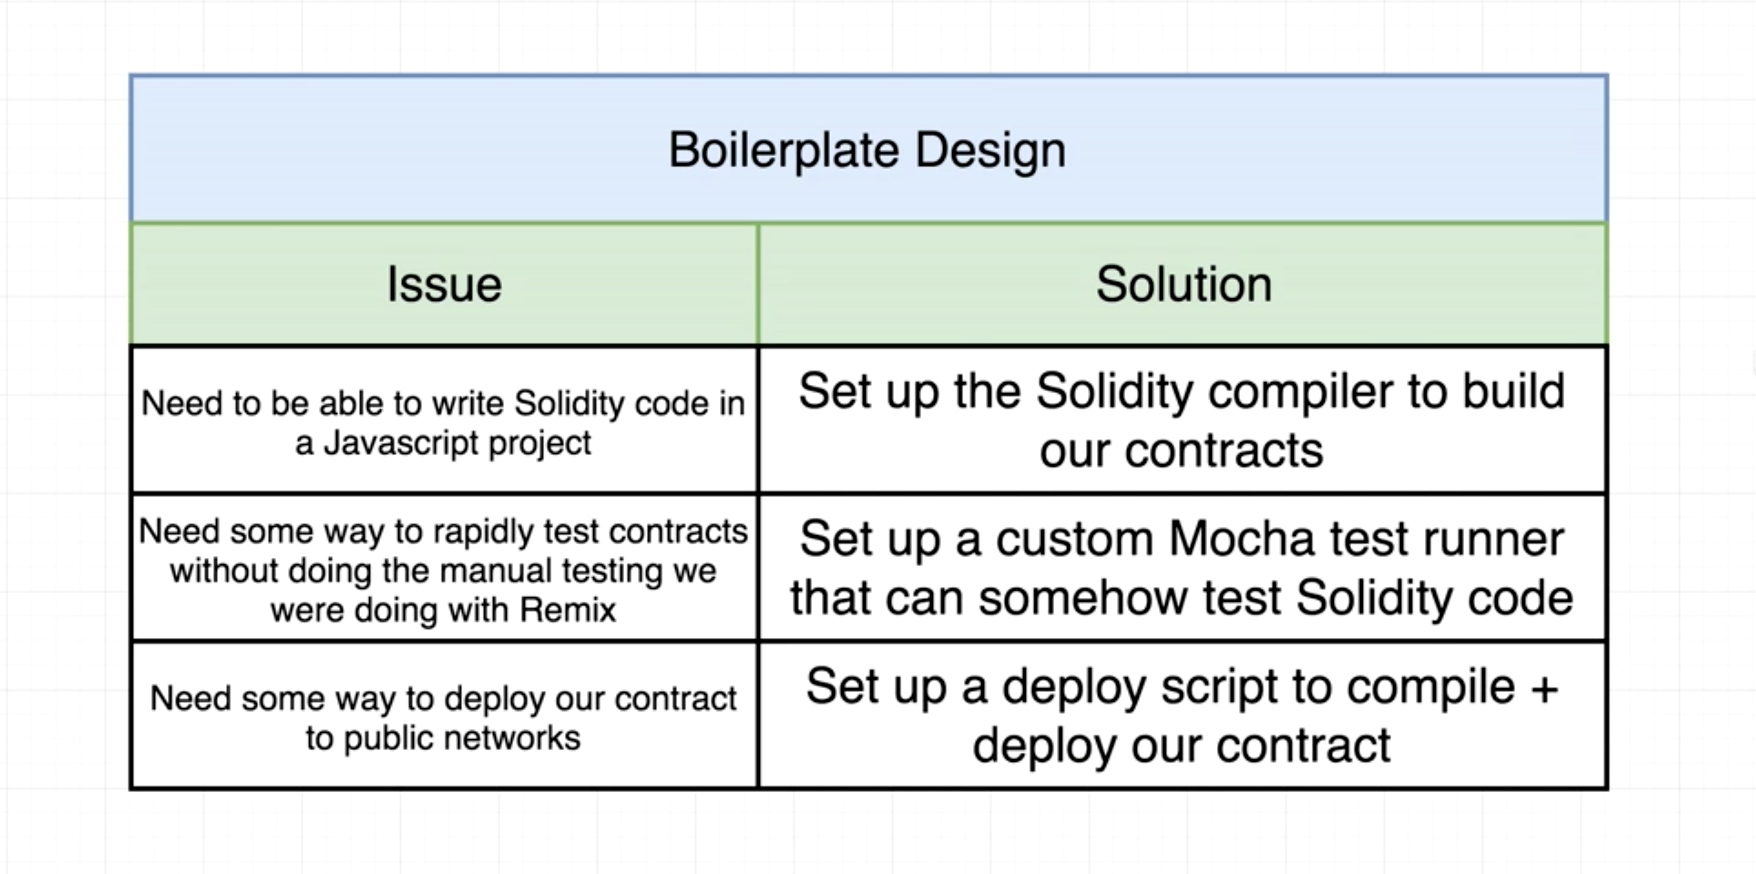 Boilerplate Design
Issue
Solution
Need to be able to write Solidity code in
a Javascript project
Set up the Solidity compiler to build
our contracts
Need some way to rapidly test contracts
without doing the manual testing we
were doing with Remix
Set up a custom Mocha test runner
that can somehow test Solidity code
Need some way to deploy our contract
to public networks
Set up a deploy script to compile +
deploy our contract